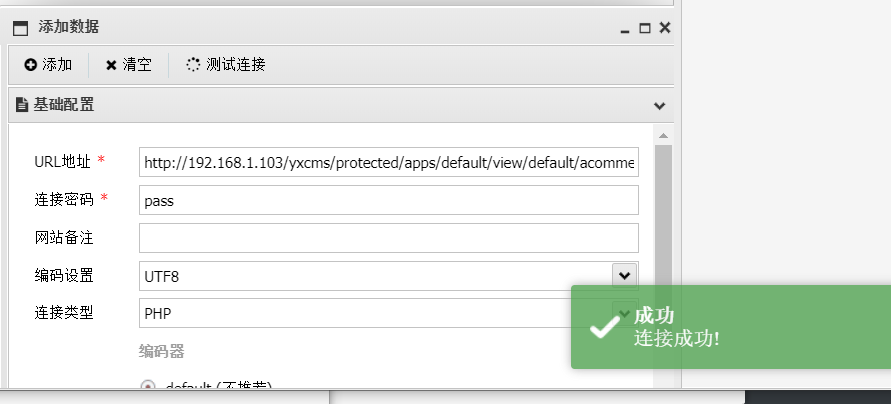 添加数据
添加 清空 测试连接
基础配置
URL地址 * http://192.168.1.103/yxcms/protected/apps/default/view/default/acomme
连接密码 * pass
网站备注
编码设置 UTF8
连接类型 PHP
成功
连接成功!
编码器
default (不推荐)